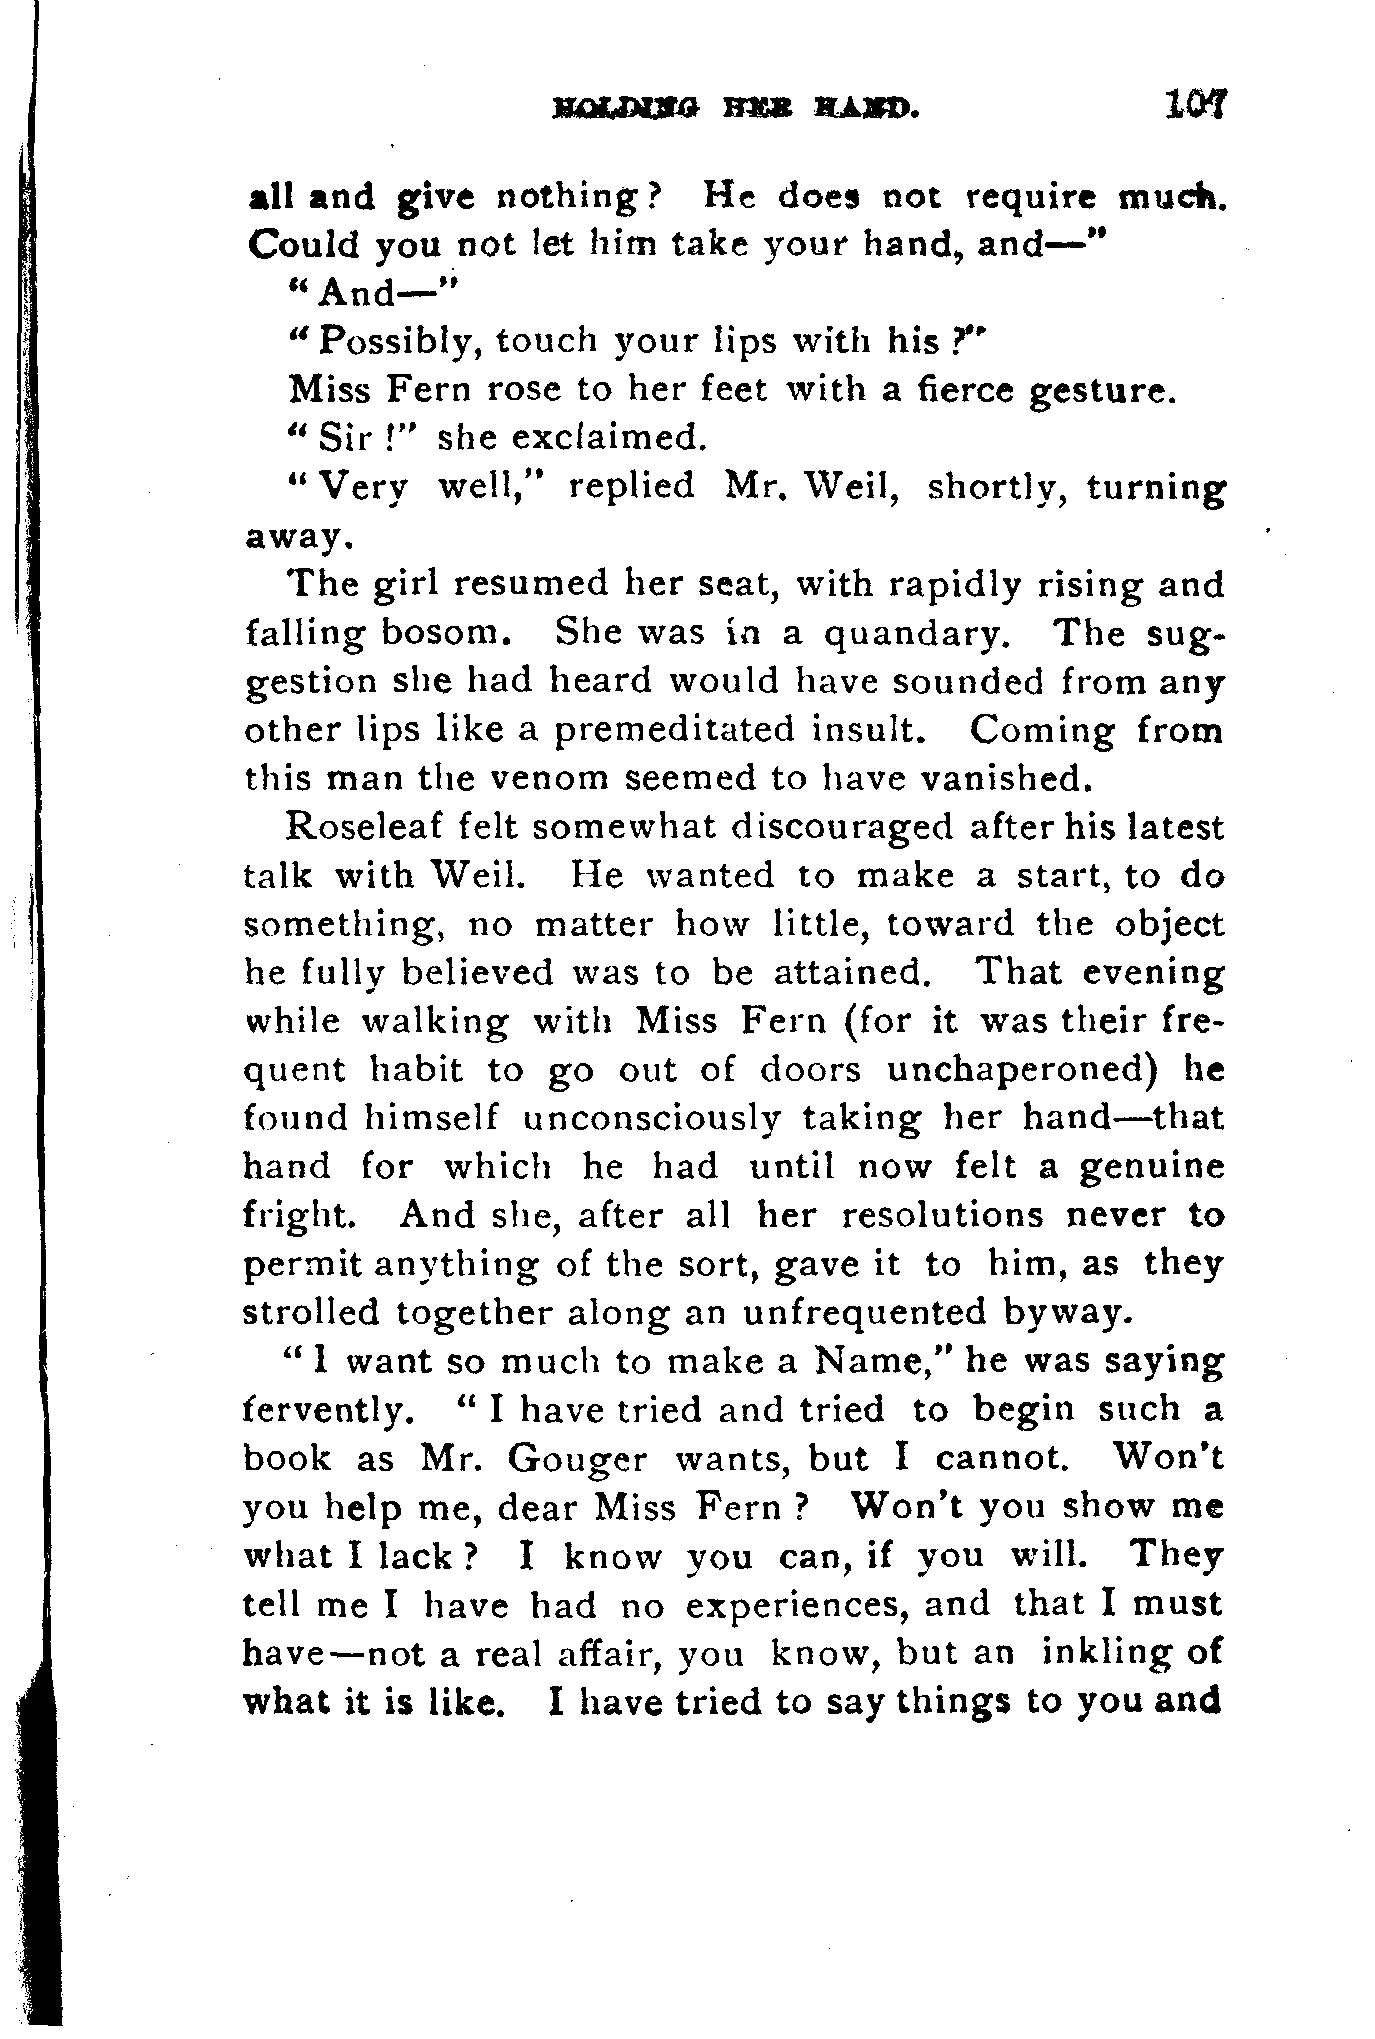 HOLDING HER HAND. 107
all and give nothing? He does not require much.
Could you not let him take your hand, and—"
"And—"
"Possibly, touch your lips with his?"
Miss Fern rose to her feet with a fierce gesture.
"Sir!" she exclaimed.
"Very well," replied Mr. Weil, shortly, turning
away.
The girl resumed her seat, with rapidly rising and
falling bosom. She was in a quandary. The sug-
gestion she had heard would have sounded from any
other lips like a premeditated insult. Coming from
this man the venom seemed to have vanished.
Roseleaf felt somewhat discouraged after his latest
talk with Weil. He wanted to make a start, to do
something, no matter how little, toward the object
he fully believed was to be attained. That evening
while walking with Miss Fern (for it was their fre-
quent habit to go out of doors unchaperoned) he
found himself unconsciously taking her hand—that
hand for which he had until now felt a genuine
fright. And she, after all her resolutions never to
permit anything of the sort, gave it to him, as they
strolled together along an unfrequented byway.
"I want so much to make a Name," he was saying
fervently. "I have tried and tried to begin such a
book as Mr. Gouger wants, but I cannot. Won't
you help me, dear Miss Fern? Won't you show me
what I lack? I know you can, if you will. They
tell me I have had no experiences, and that I must
have—not a real affair, you know, but an inkling of
what it is like. I have tried to say things to you and